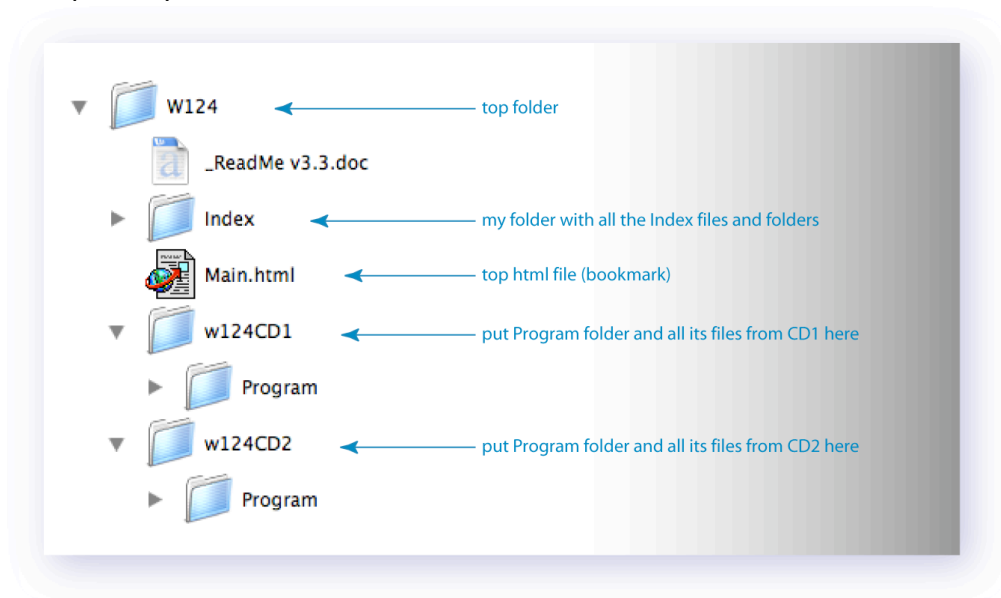 W124 top folder
_ReadMe v3.3.doc
Index my folder with all the Index files and folders
Main.html top html file (bookmark)
w124CD1 put Program folder and all its files from CD1 here
Program
w124CD2 put Program folder and all its files from CD2 here
Program